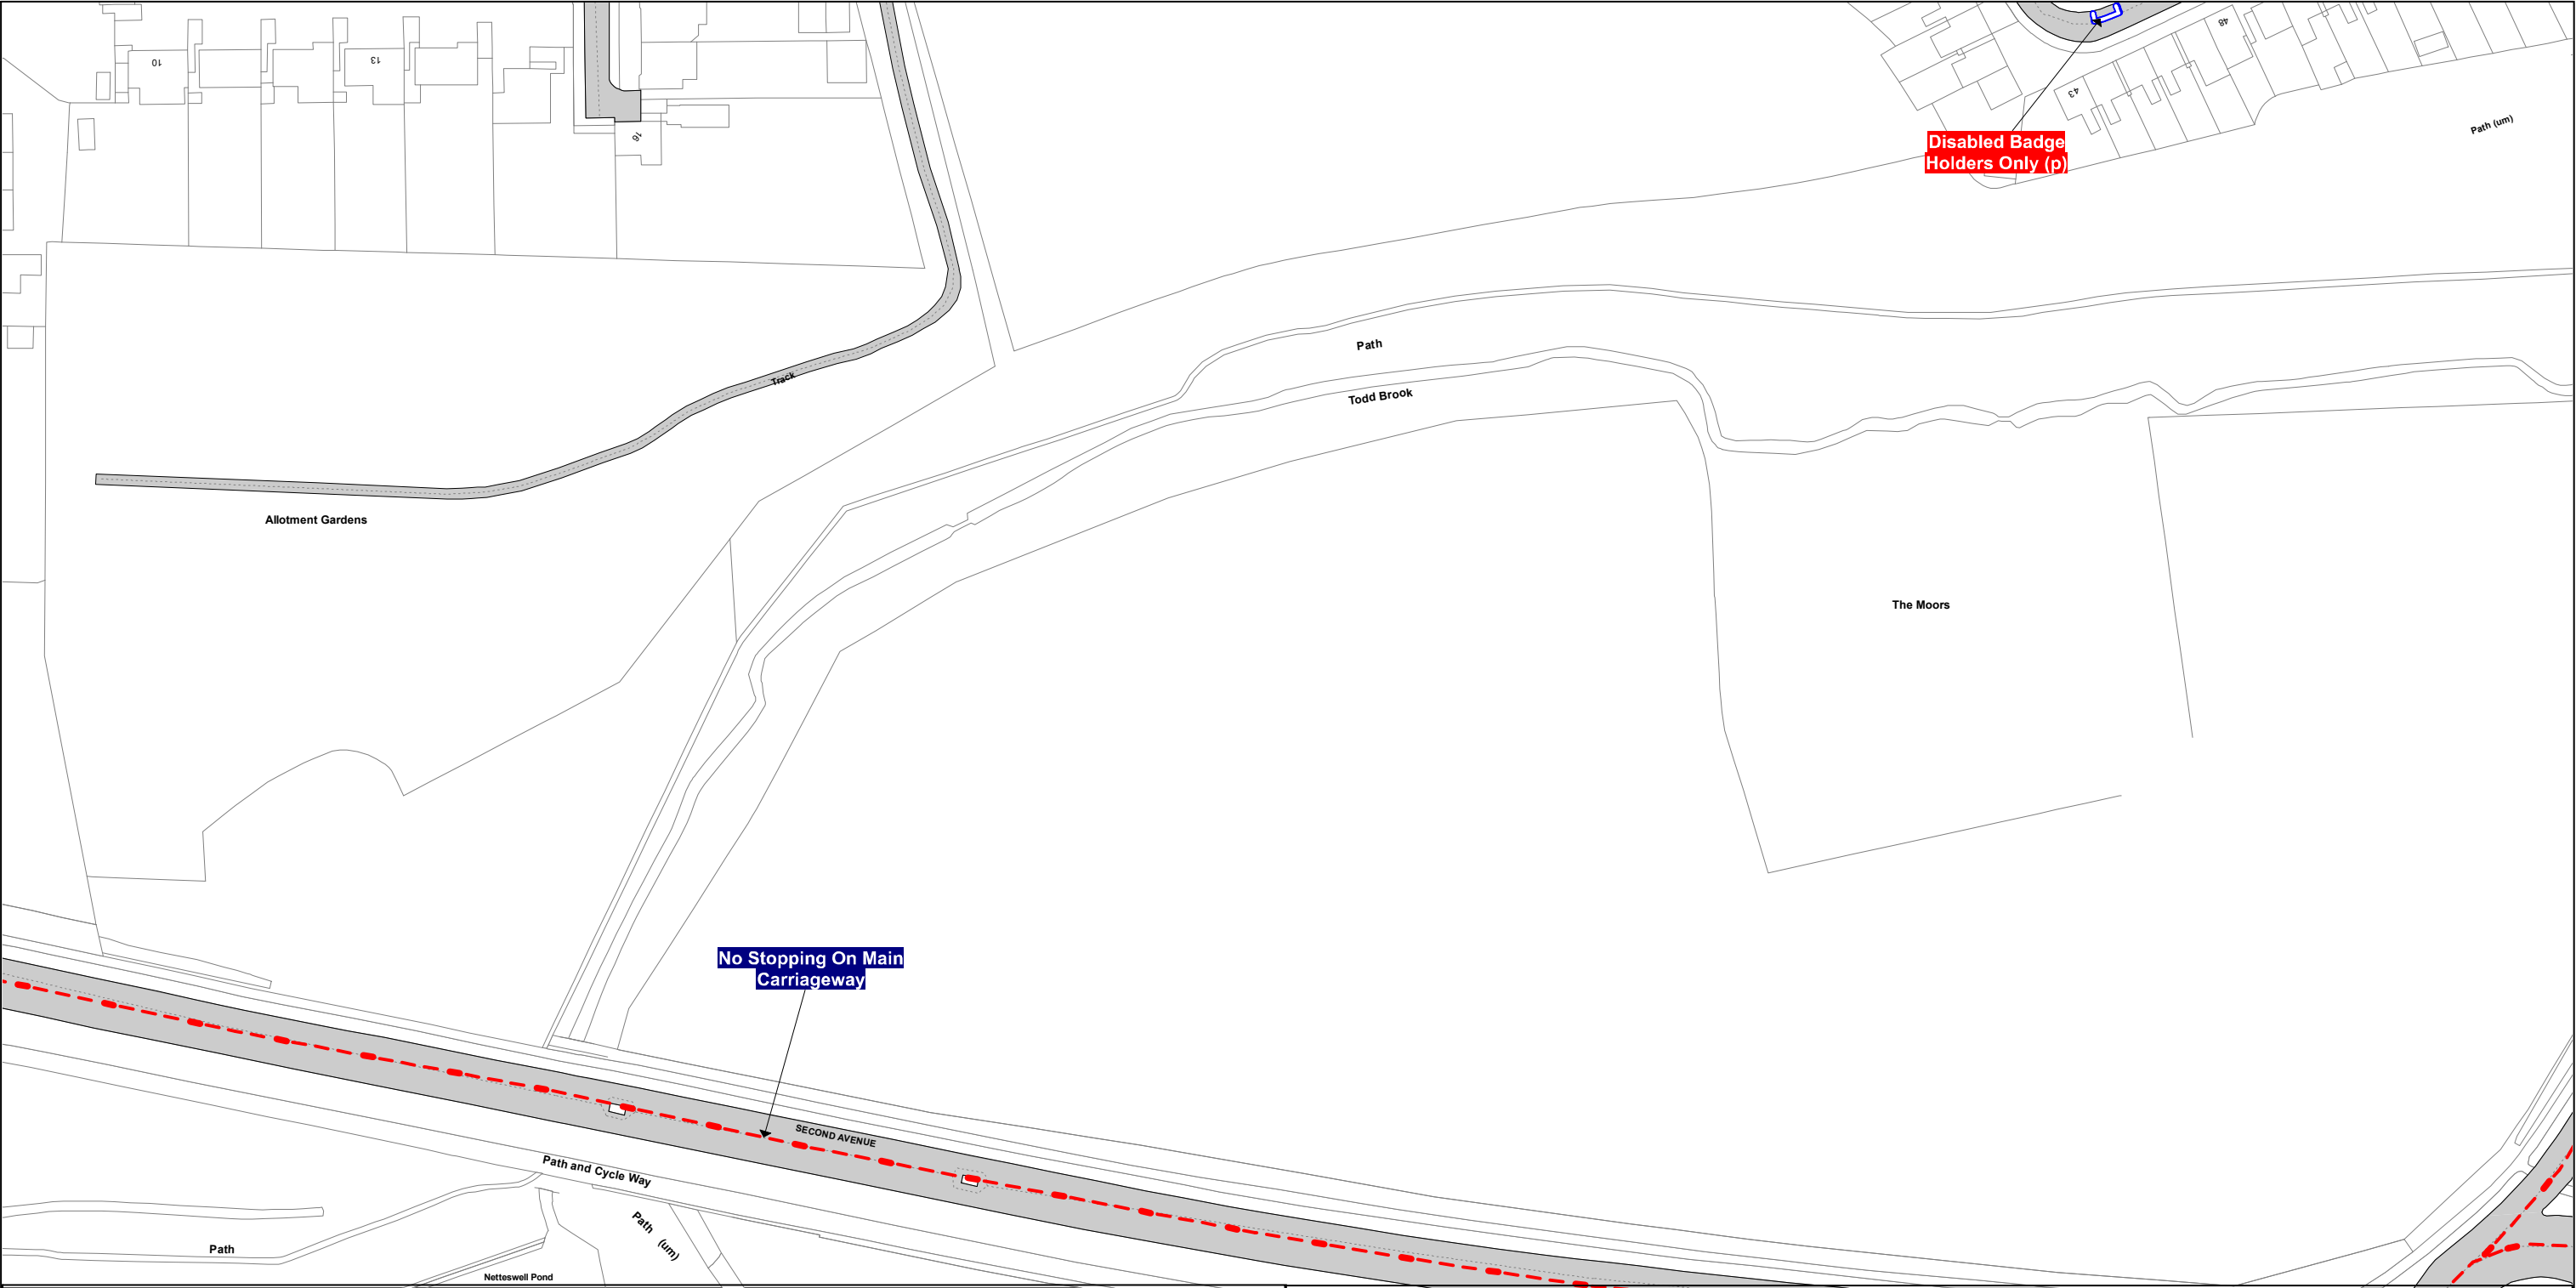 10
13
16
43
48
Path (um)
Disabled Badge
Holders Only (p)
Path
Todd Brook
Track
Allotment Gardens
The Moors
No Stopping On Main
Carriageway
SECOND AVENUE
Path and Cycle Way
Path (um)
Path
Netteswell Pond